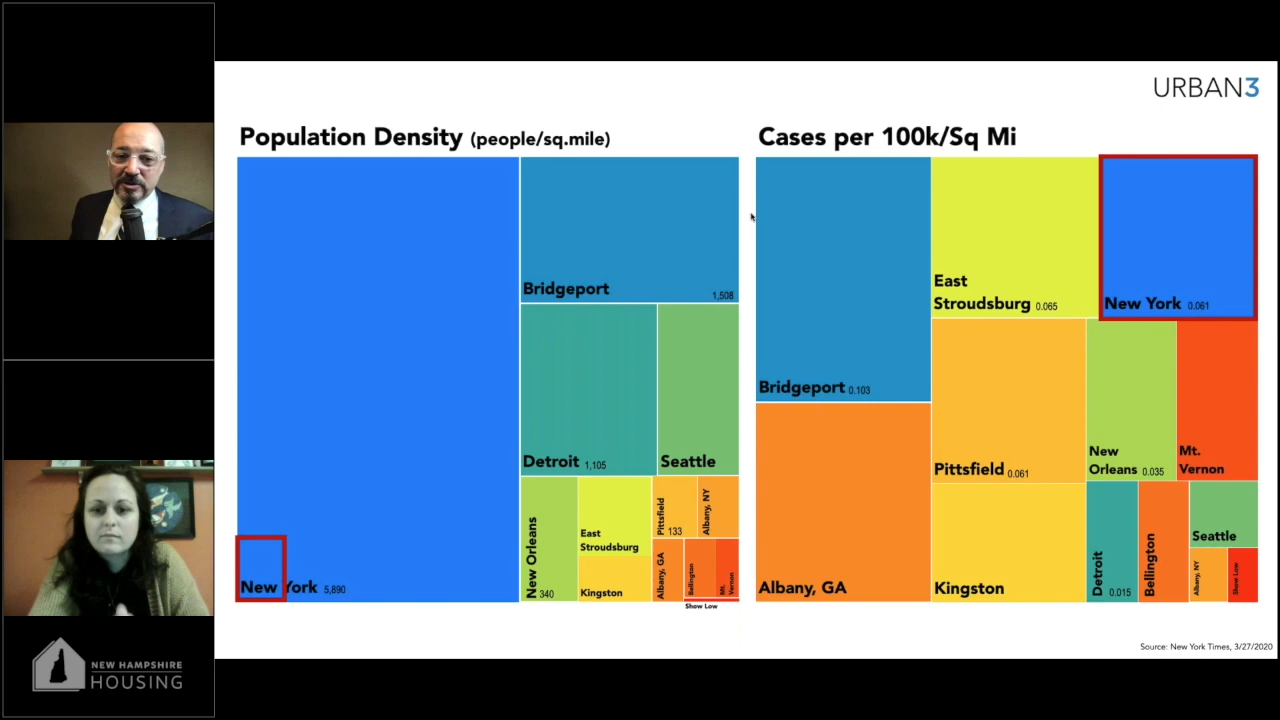 URBAN3
Population Density (people/sq.mile)
New York 5,890
Bridgeport
1,508
Detroit 1,105
Seattle
New Orleans 340
East
Stroudsburg
Kingston
Pittsfield
133
Albany, NY
Albany, GA
Bellington
Mt.
Vernon
Show Low
Cases per 100k/Sq Mi
Bridgeport 0.103
East
Stroudsburg 0.065
New York 0.061
Pittsfield 0.061
New
Orleans 0.035
Mt.
Vernon
Albany, GA
Kingston
Detroit
0.015
Bellington
Seattle
Albany, NY
Show Low
Source: New York Times, 3/27/2020
NEW HAMPSHIRE
HOUSING